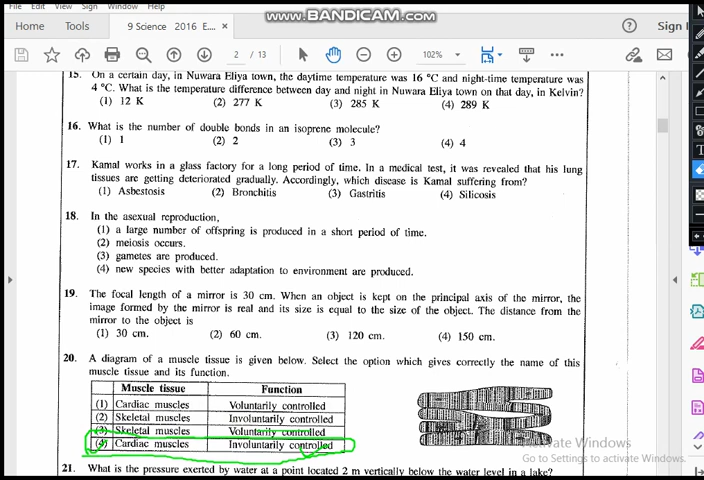 File Edit View Sign Window Help
WWW.BANDICAM.COM
Home Tools 9 Science 2016 E.... × Sign I
2 / 13 102%
15. On a certain day, in Nuwara Eliya town, the daytime temperature was 16 °C and night-time temperature was
4 °C. What is the temperature difference between day and night in Nuwara Eliya town on that day, in Kelvin?
(1) 12 K (2) 277 K (3) 285 K (4) 289 K
16. What is the number of double bonds in an isoprene molecule?
(1) 1 (2) 2 (3) 3 (4) 4
17. Kamal works in a glass factory for a long period of time. In a medical test, it was revealed that his lung
tissues are getting deteriorated gradually. Accordingly, which disease is Kamal suffering from?
(1) Asbestosis (2) Bronchitis (3) Gastritis (4) Silicosis
18. In the asexual reproduction,
(1) a large number of offspring is produced in a short period of time.
(2) meiosis occurs.
(3) gametes are produced.
(4) new species with better adaptation to environment are produced.
19. The focal length of a mirror is 30 cm. When an object is kept on the principal axis of the mirror, the
image formed by the mirror is real and its size is equal to the size of the object. The distance from the
mirror to the object is
(1) 30 cm. (2) 60 cm. (3) 120 cm. (4) 150 cm.
20. A diagram of a muscle tissue is given below. Select the option which gives correctly the name of this
muscle tissue and its function.
Muscle tissue Function
(1) Cardiac muscles Voluntarily controlled
(2) Skeletal muscles Involuntarily controlled
(3) Skeletal muscles Voluntarily controlled
(4) Cardiac muscles Involuntarily controlled
Windows
Go to Settings to activate Windows.
21. What is the pressure exerted by water at a point located 2 m vertically below the water level in a lake?